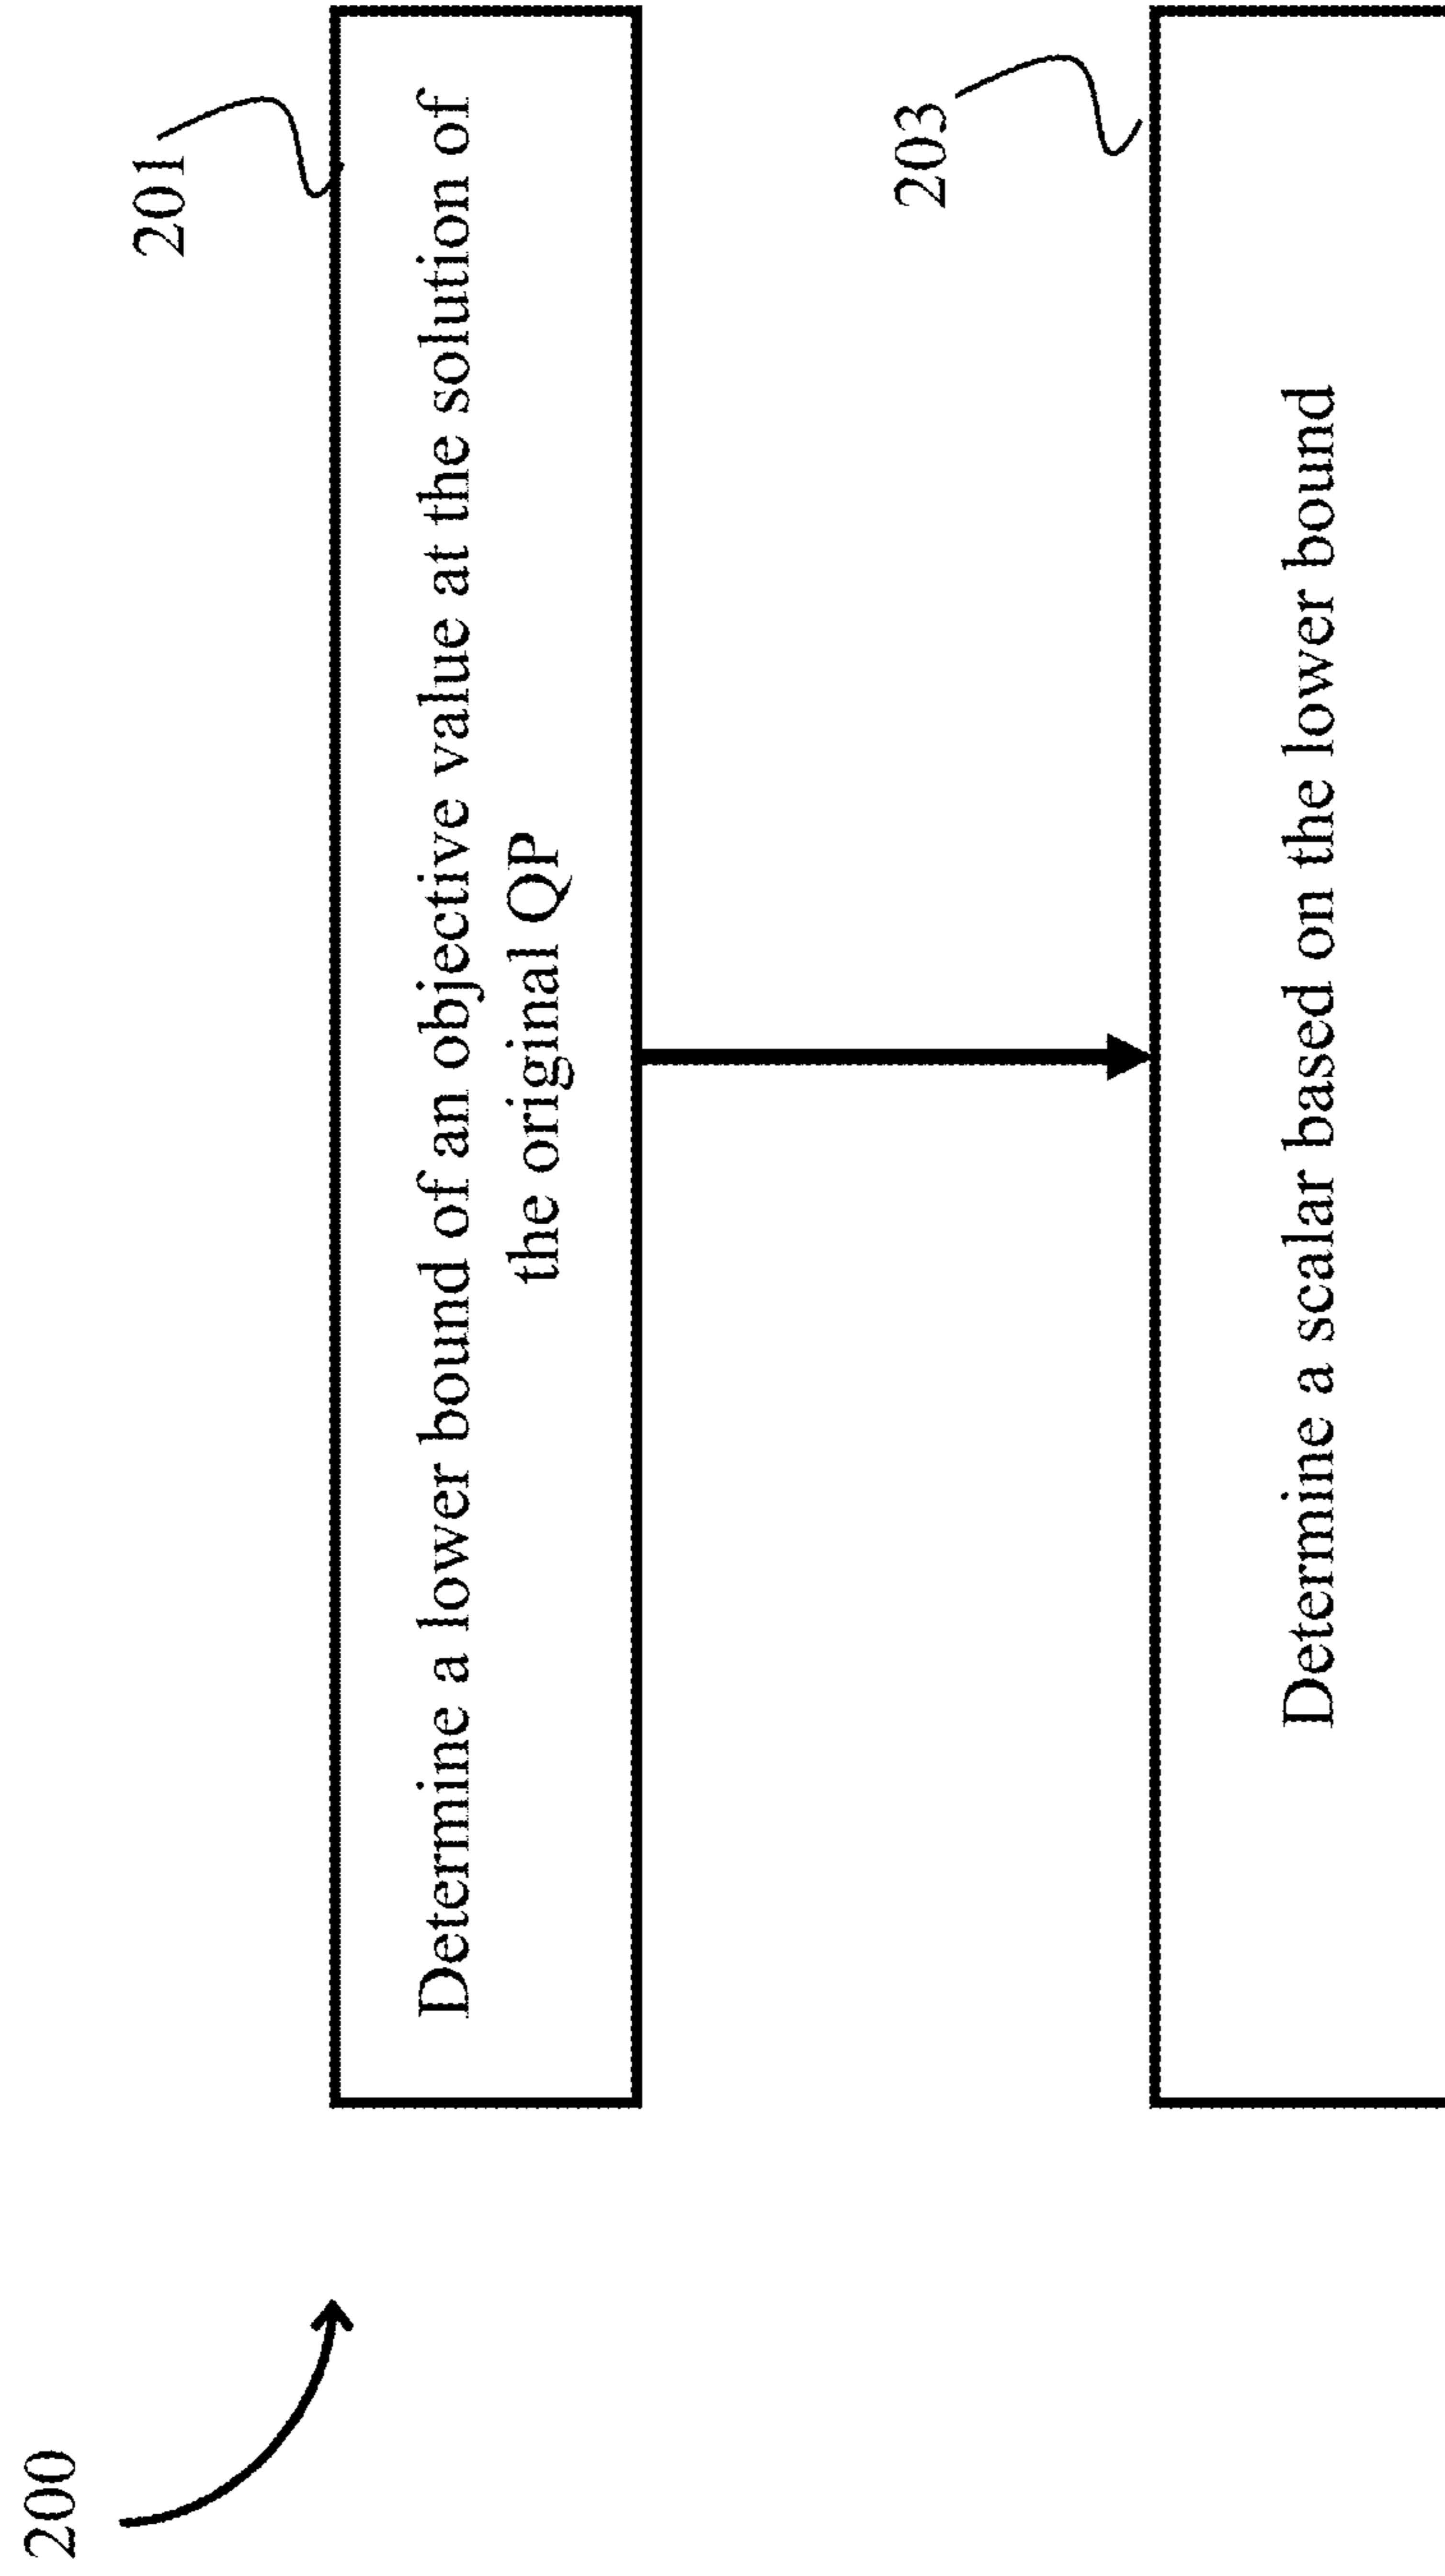 200
201
Determine a lower bound of an objective value at the solution of
the original QP
203
Determine a scalar based on the lower bound